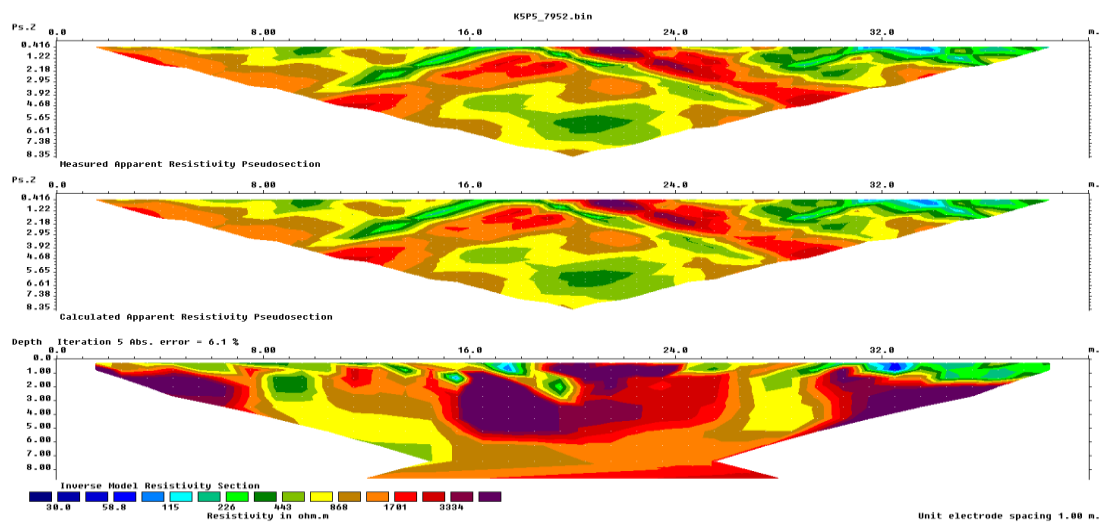 K5P5_7952.bin
Ps.Z 0.0 8.00 16.0 24.0 32.0 m.
0.416
1.22
2.18
2.95
3.92
4.68
5.65
6.61
7.38
8.35
Measured Apparent Resistivity Pseudosection
Ps.Z 0.0 8.00 16.0 24.0 32.0 m.
0.416
1.22
2.18
2.95
3.92
4.68
5.65
6.61
7.38
8.35
Calculated Apparent Resistivity Pseudosection
Depth Iteration 5 Abs. error = 6.1 %
0.0 8.00 16.0 24.0 32.0 m.
0.0
1.00
2.00
3.00
4.00
5.00
6.00
8.00
Inverse Model Resistivity Section
30.0 58.8 115 226 443 868 1701 3334
Resistivity in ohm.m Unit electrode spacing 1.00 m.